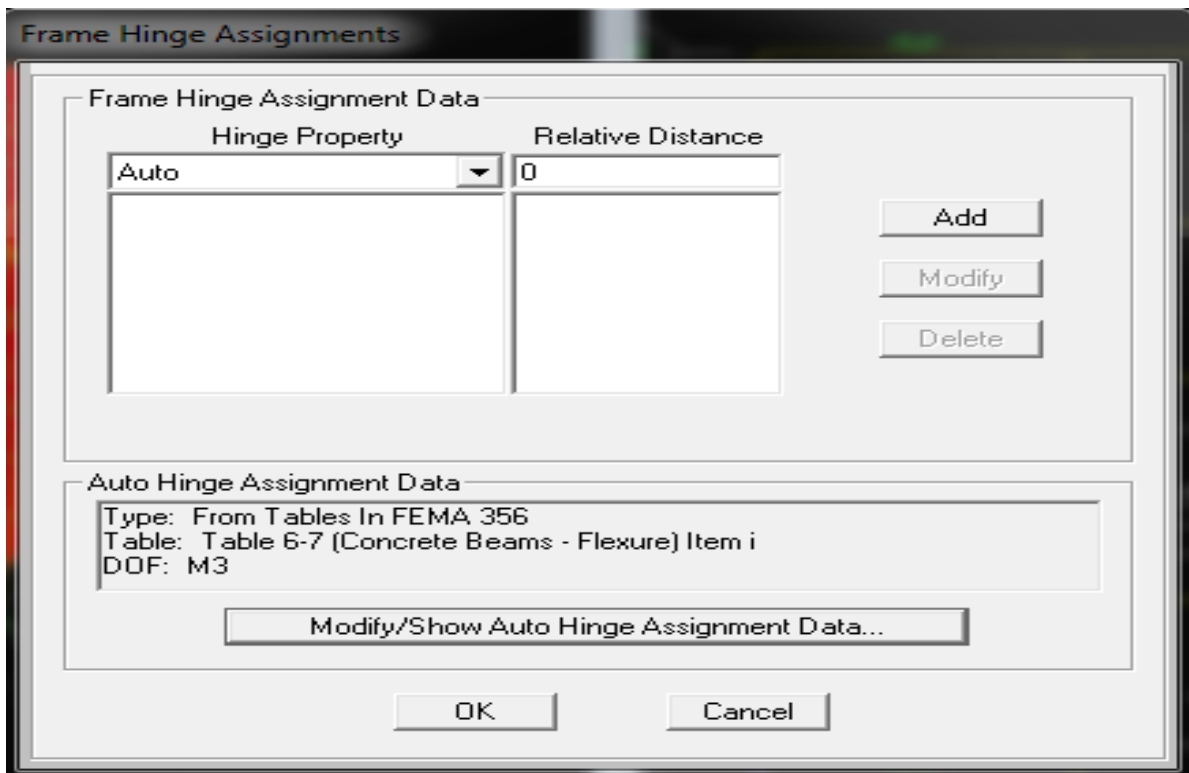 Frame Hinge Assignments
Frame Hinge Assignment Data
Hinge Property Relative Distance
Auto 0
Add
Modify
Delete
Auto Hinge Assignment Data
Type: From Tables In FEMA 356
Table: Table 6-7 (Concrete Beams - Flexure) Item i
DOF: M3
Modify/Show Auto Hinge Assignment Data...
OK Cancel